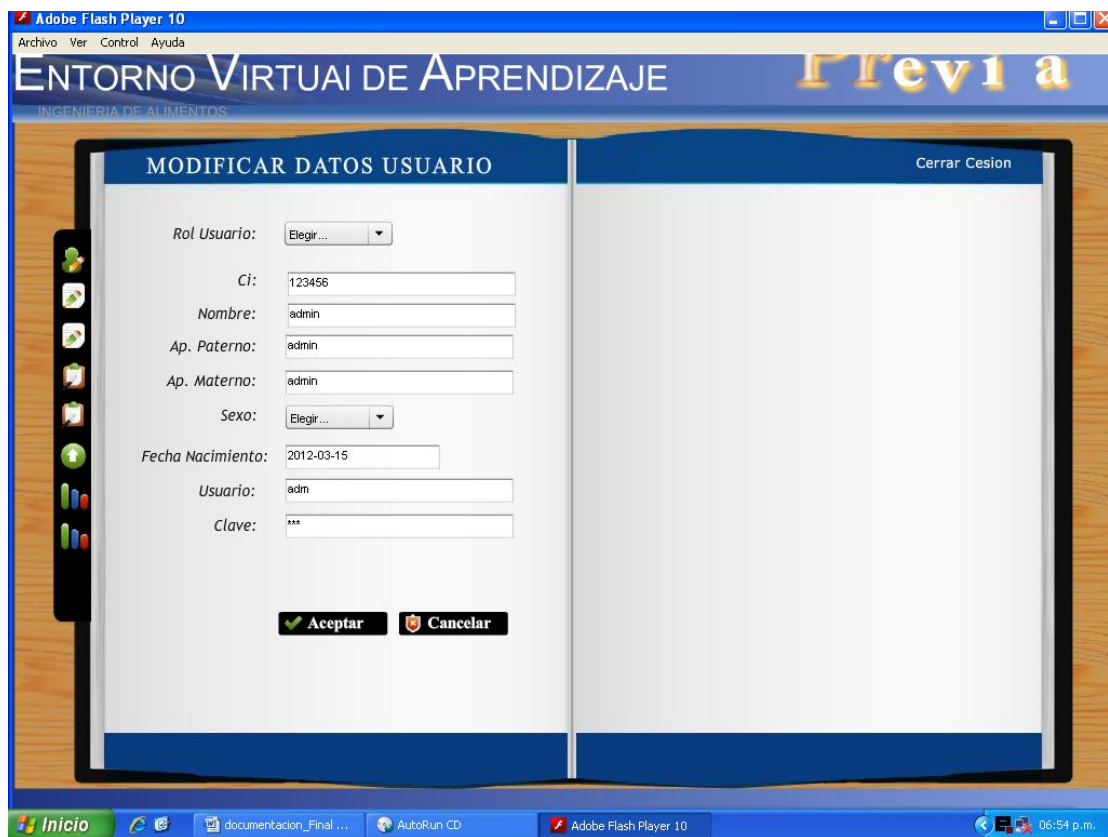 Adobe Flash Player 10
Archivo Ver Control Ayuda
ENTORNO VIRTUAl DE APRENDIZAJE
Previa
INGENIERIA DE ALIMENTOS
MODIFICAR DATOS USUARIO
Cerrar Cesion
Rol Usuario: Elegir...
Ci: 123456
Nombre: admin
Ap. Paterno: admin
Ap. Materno: admin
Sexo: Elegir...
Fecha Nacimiento: 2012-03-15
Usuario: adm
Clave: ***
Aceptar Cancelar
Inicio documentacion_Final ... AutoRun CD Adobe Flash Player 10 06:54 p.m.